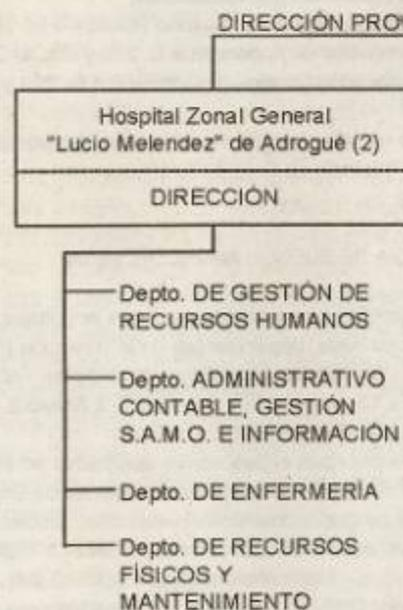 DIRECCIÓN
Hospital Zonal General
"Lucio Melendez" de Adrogué (2)
DIRECCIÓN
Depto. DE GESTIÓN DE
RECURSOS HUMANOS
Depto. ADMINISTRATIVO
CONTABLE, GESTIÓN
S.A.M.O. E INFORMACIÓN
Depto. DE ENFERMERÍA
Depto. DE RECURSOS
FÍSICOS Y
MANTENIMIENTO